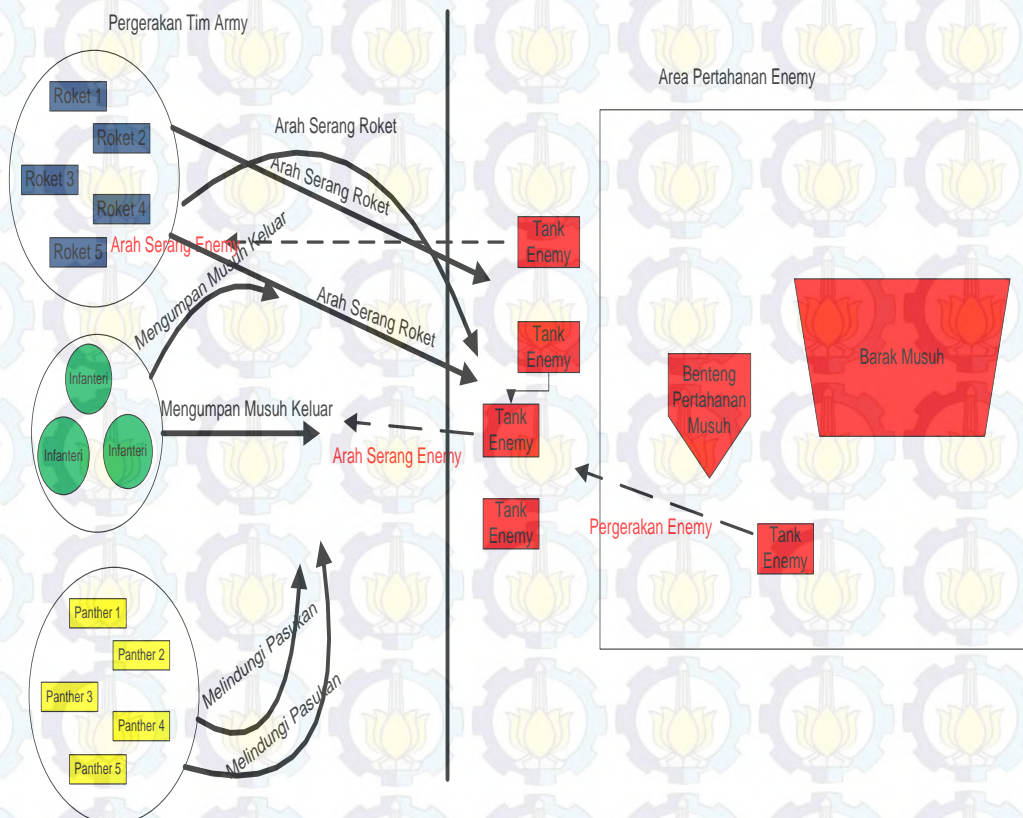 Pergerakan Tim Army
Area Pertahanan Enemy
Roket 1
Roket 2
Roket 3
Roket 4
Roket 5
Arah Serang Roket
Arah Serang Roket
Arah Serang Enemy
Mengumpan Musuh Keluar
Arah Serang Roket
Tank
Enemy
Tank
Enemy
Tank
Enemy
Tank
Enemy
Benteng
Pertahanan
Musuh
Barak Musuh
Infanteri
Infanteri
Infanteri
Mengumpan Musuh Keluar
Arah Serang Enemy
Pergerakan Enemy
Tank
Enemy
Panther 1
Panther 2
Panther 3
Panther 4
Panther 5
Melindungi Pasukan
Melindungi Pasukan